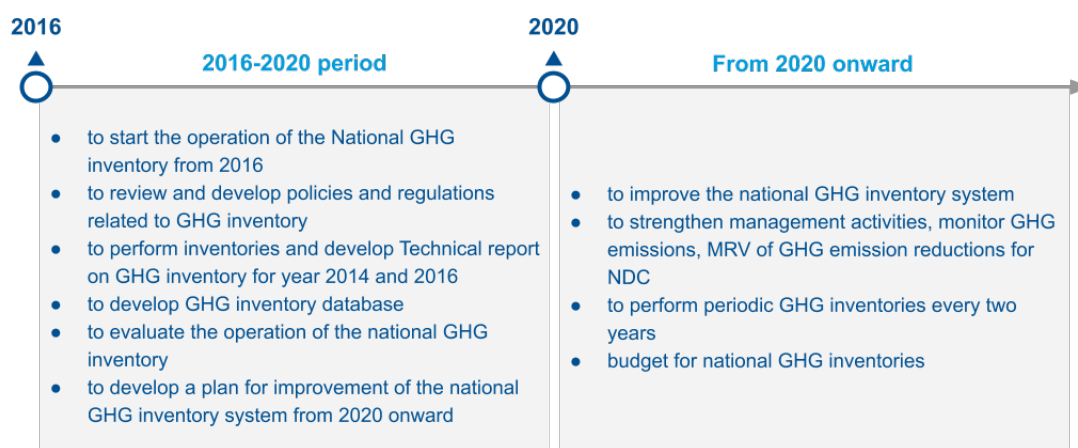 2016
2020
2016-2020 period
From 2020 onward
● to start the operation of the National GHG
inventory from 2016
● to review and develop policies and regulations
related to GHG inventory
● to perform inventories and develop Technical report
on GHG inventory for year 2014 and 2016
● to develop GHG inventory database
● to evaluate the operation of the national GHG
inventory
● to develop a plan for improvement of the national
GHG inventory system from 2020 onward
● to improve the national GHG inventory system
● to strengthen management activities, monitor GHG
emissions, MRV of GHG emission reductions for
NDC
● to perform periodic GHG inventories every two
years
● budget for national GHG inventories